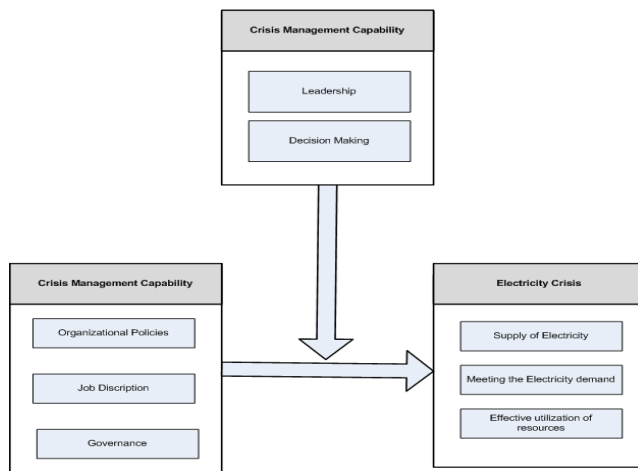 Crisis Management Capability
Leadership
Decision Making
Crisis Management Capability
Organizational Policies
Job Discription
Governance
Electricity Crisis
Supply of Electricity
Meeting the Electricity demand
Effective utilization of
resources